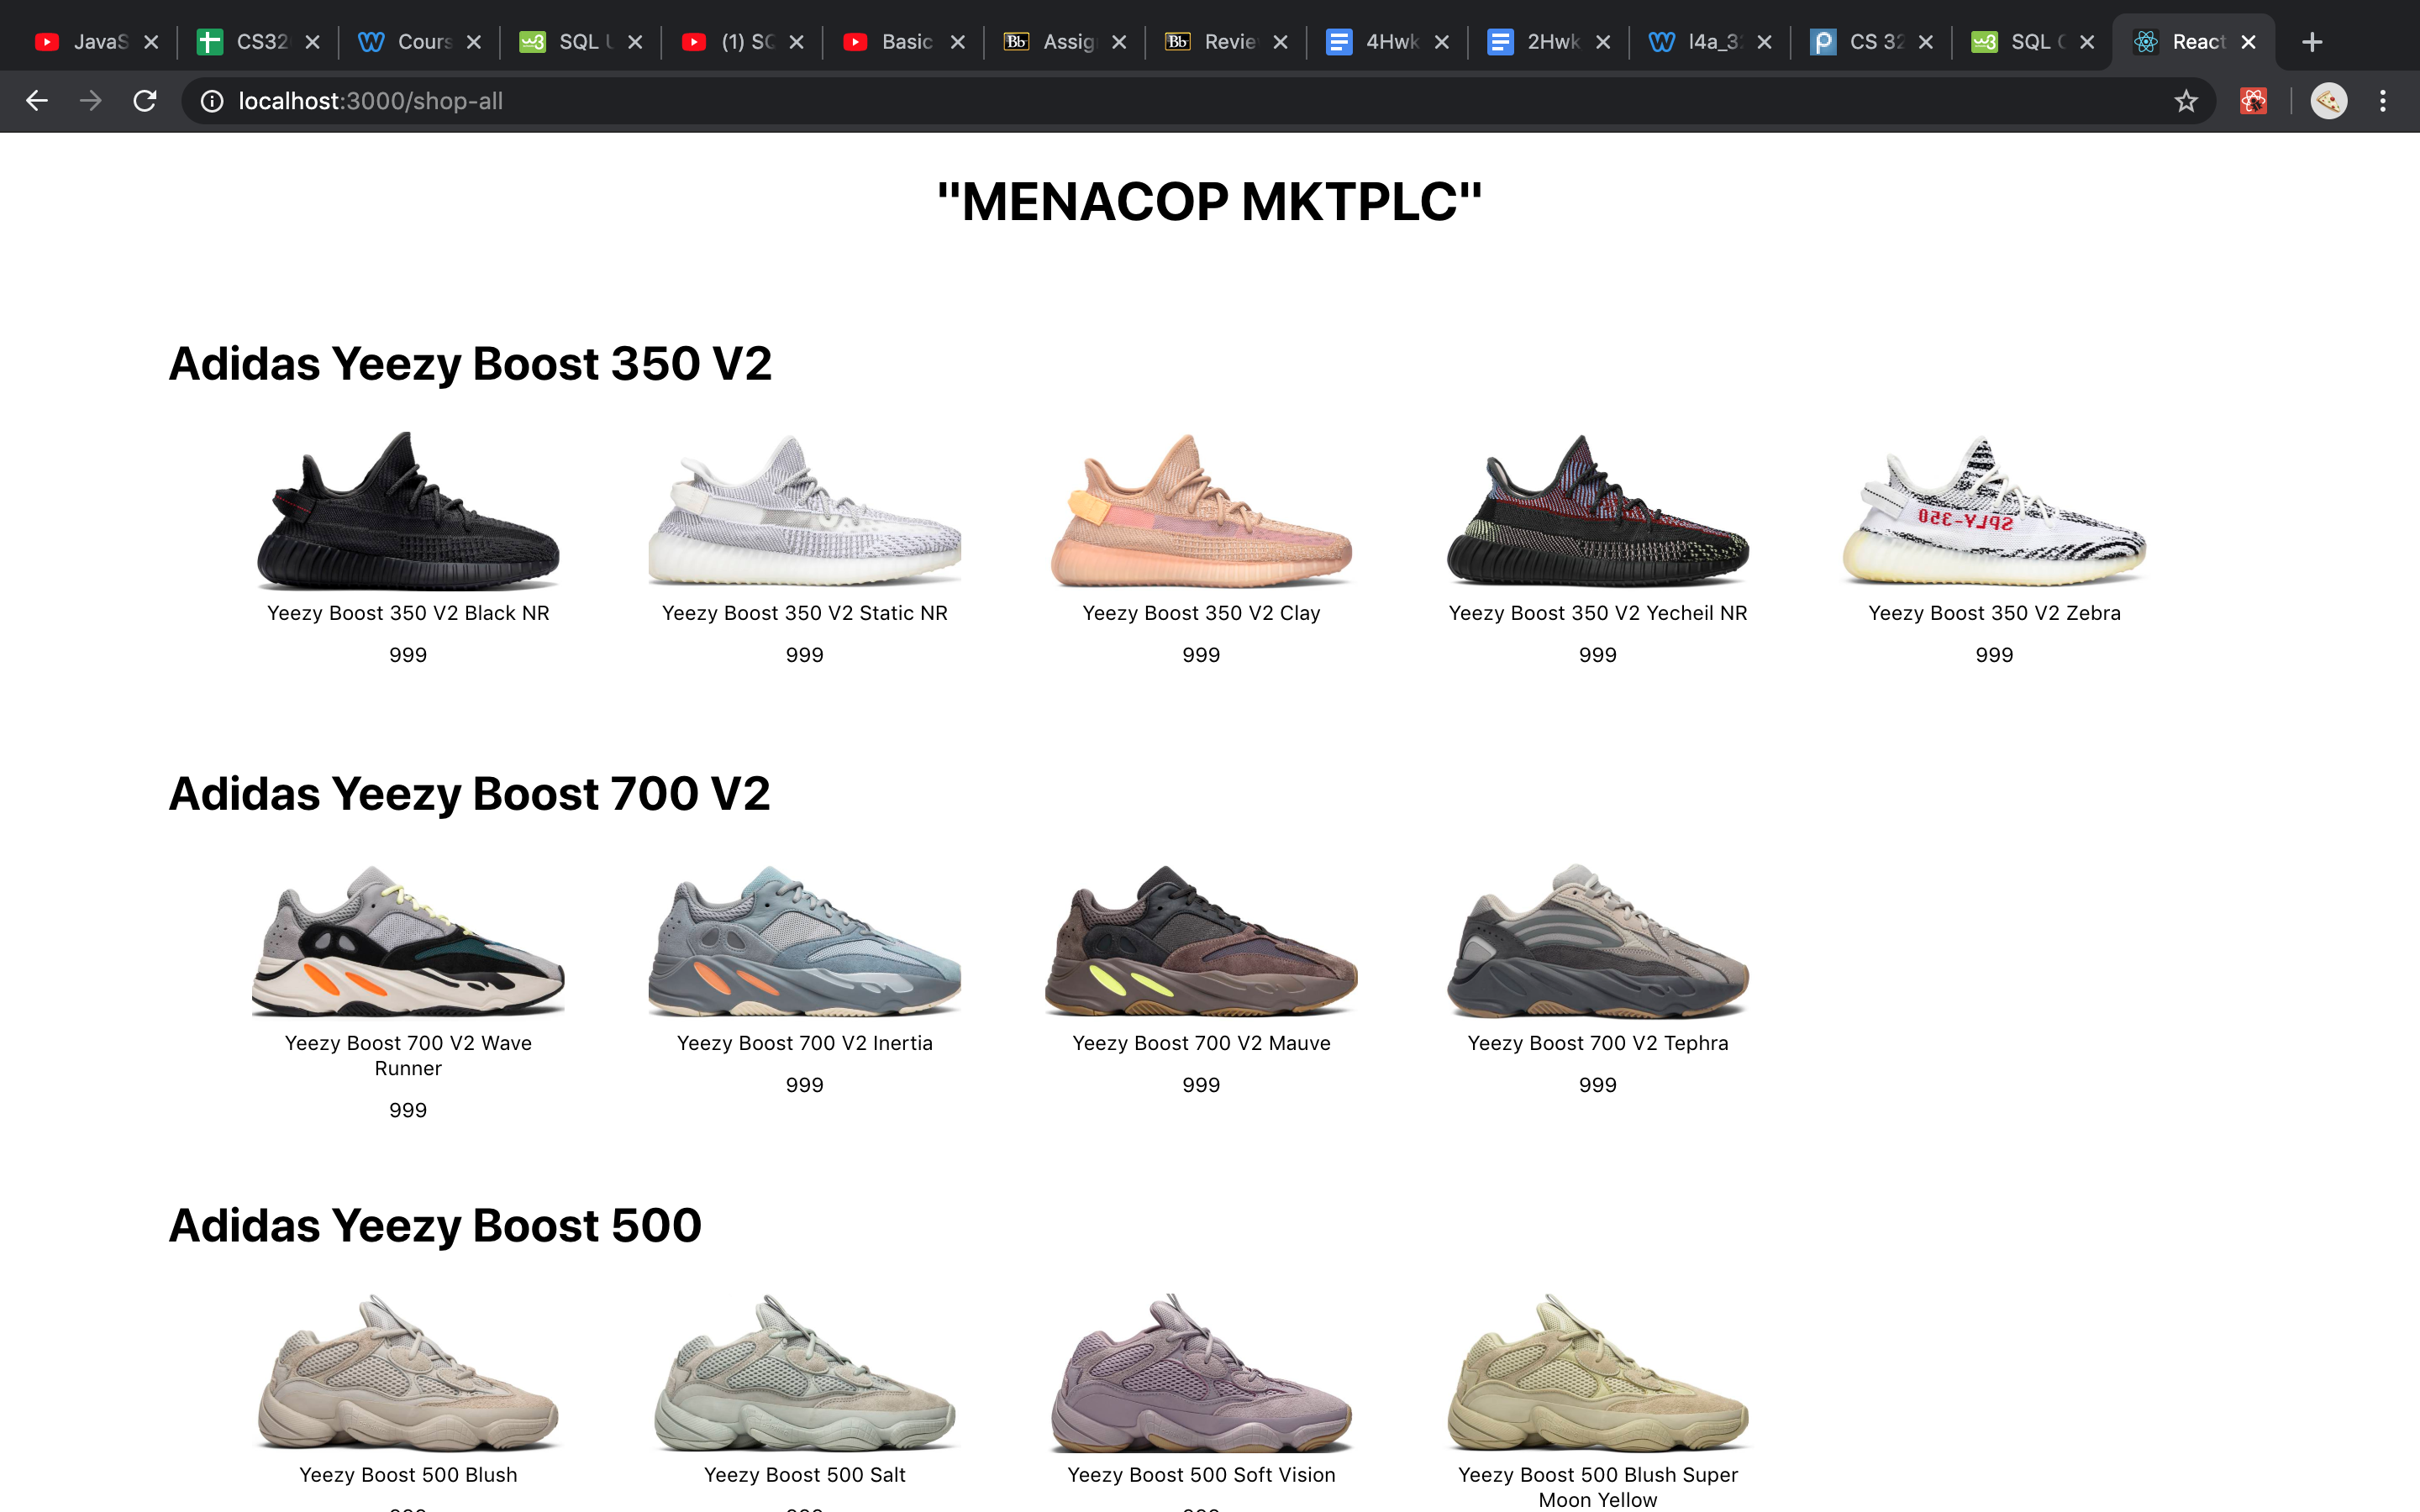 JavaS
CS32
Cours
SQL
(1) SQ
Basic
Bb
Assig
Bb
Revie
4Hwk
2Hwk
l4a_3
CS 32
SQL
React
localhost:3000/shop-all
"MENACOP MKTPLC"
Adidas Yeezy Boost 350 V2
SPLY-350
Yeezy Boost 350 V2 Black NR
Yeezy Boost 350 V2 Static NR
Yeezy Boost 350 V2 Clay
Yeezy Boost 350 V2 Yecheil NR
Yeezy Boost 350 V2 Zebra
999
999
999
999
999
Adidas Yeezy Boost 700 V2
Yeezy Boost 700 V2 Wave
Runner
Yeezy Boost 700 V2 Inertia
Yeezy Boost 700 V2 Mauve
Yeezy Boost 700 V2 Tephra
999
999
999
999
Adidas Yeezy Boost 500
Yeezy Boost 500 Blush
Yeezy Boost 500 Salt
Yeezy Boost 500 Soft Vision
Yeezy Boost 500 Blush Super
Moon Yellow